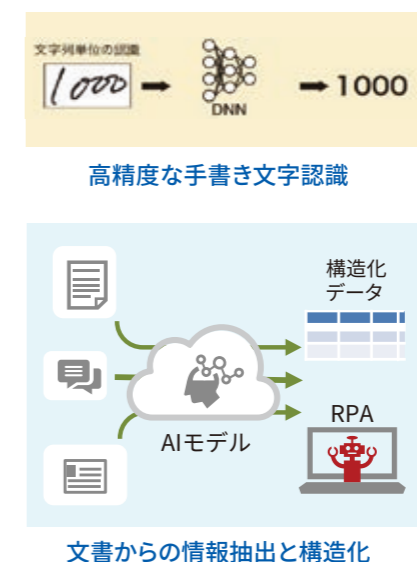 文字列単位の認識
1000
DNN
1000
高精度な手書き文字認識
構造化
データ
AIモデル
RPA
文書からの情報抽出と構造化